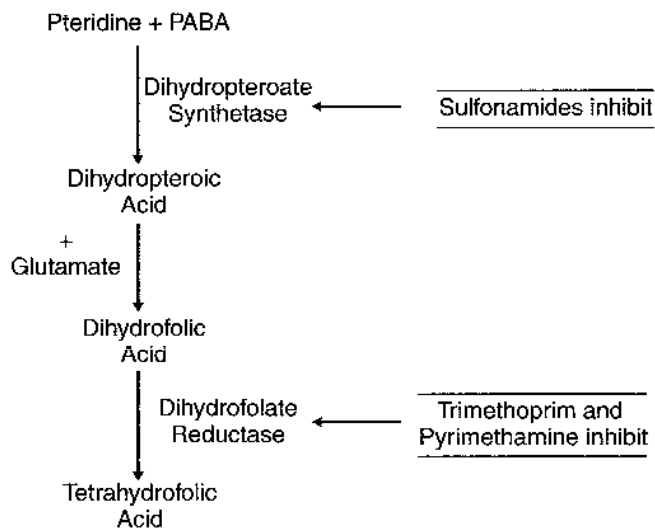 Pteridine + PABA
Dihydropteroate
Synthetase
Sulfonamides inhibit
Dihydropteroic
Acid
+
Glutamate
Dihydrofolic
Acid
Dihydrofolate
Reductase
Trimethoprim and
Pyrimethamine inhibit
Tetrahydrofolic
Acid